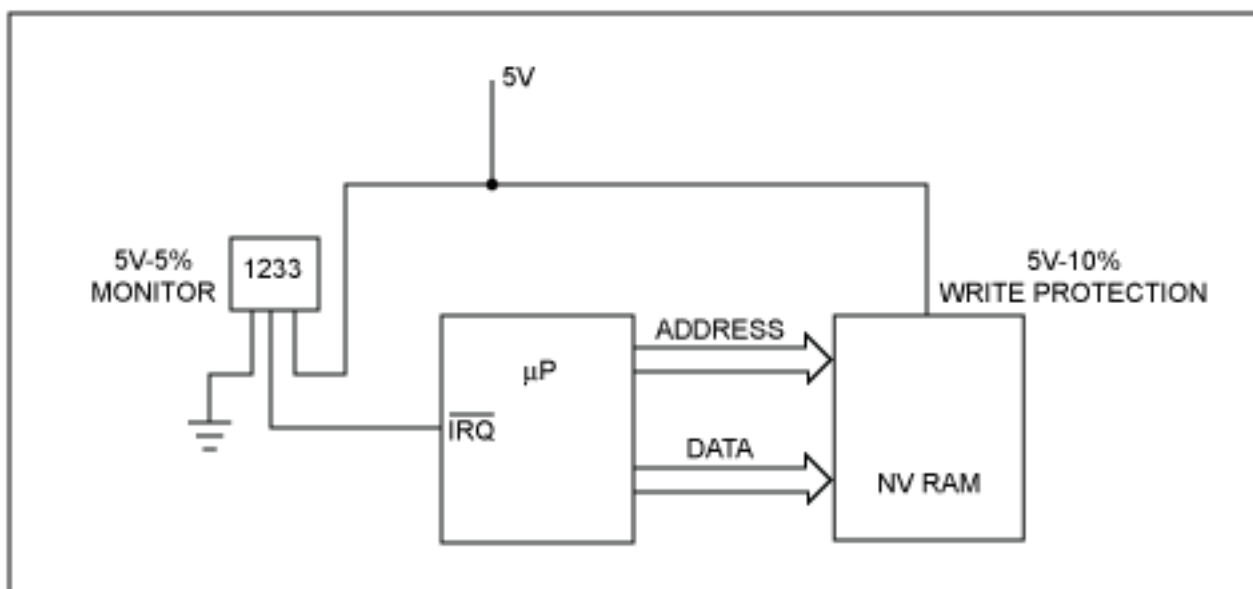 5V
5V-5%
MONITOR
1233
5V-10%
WRITE PROTECTION
ADDRESS
μP
IRQ
DATA
NV RAM